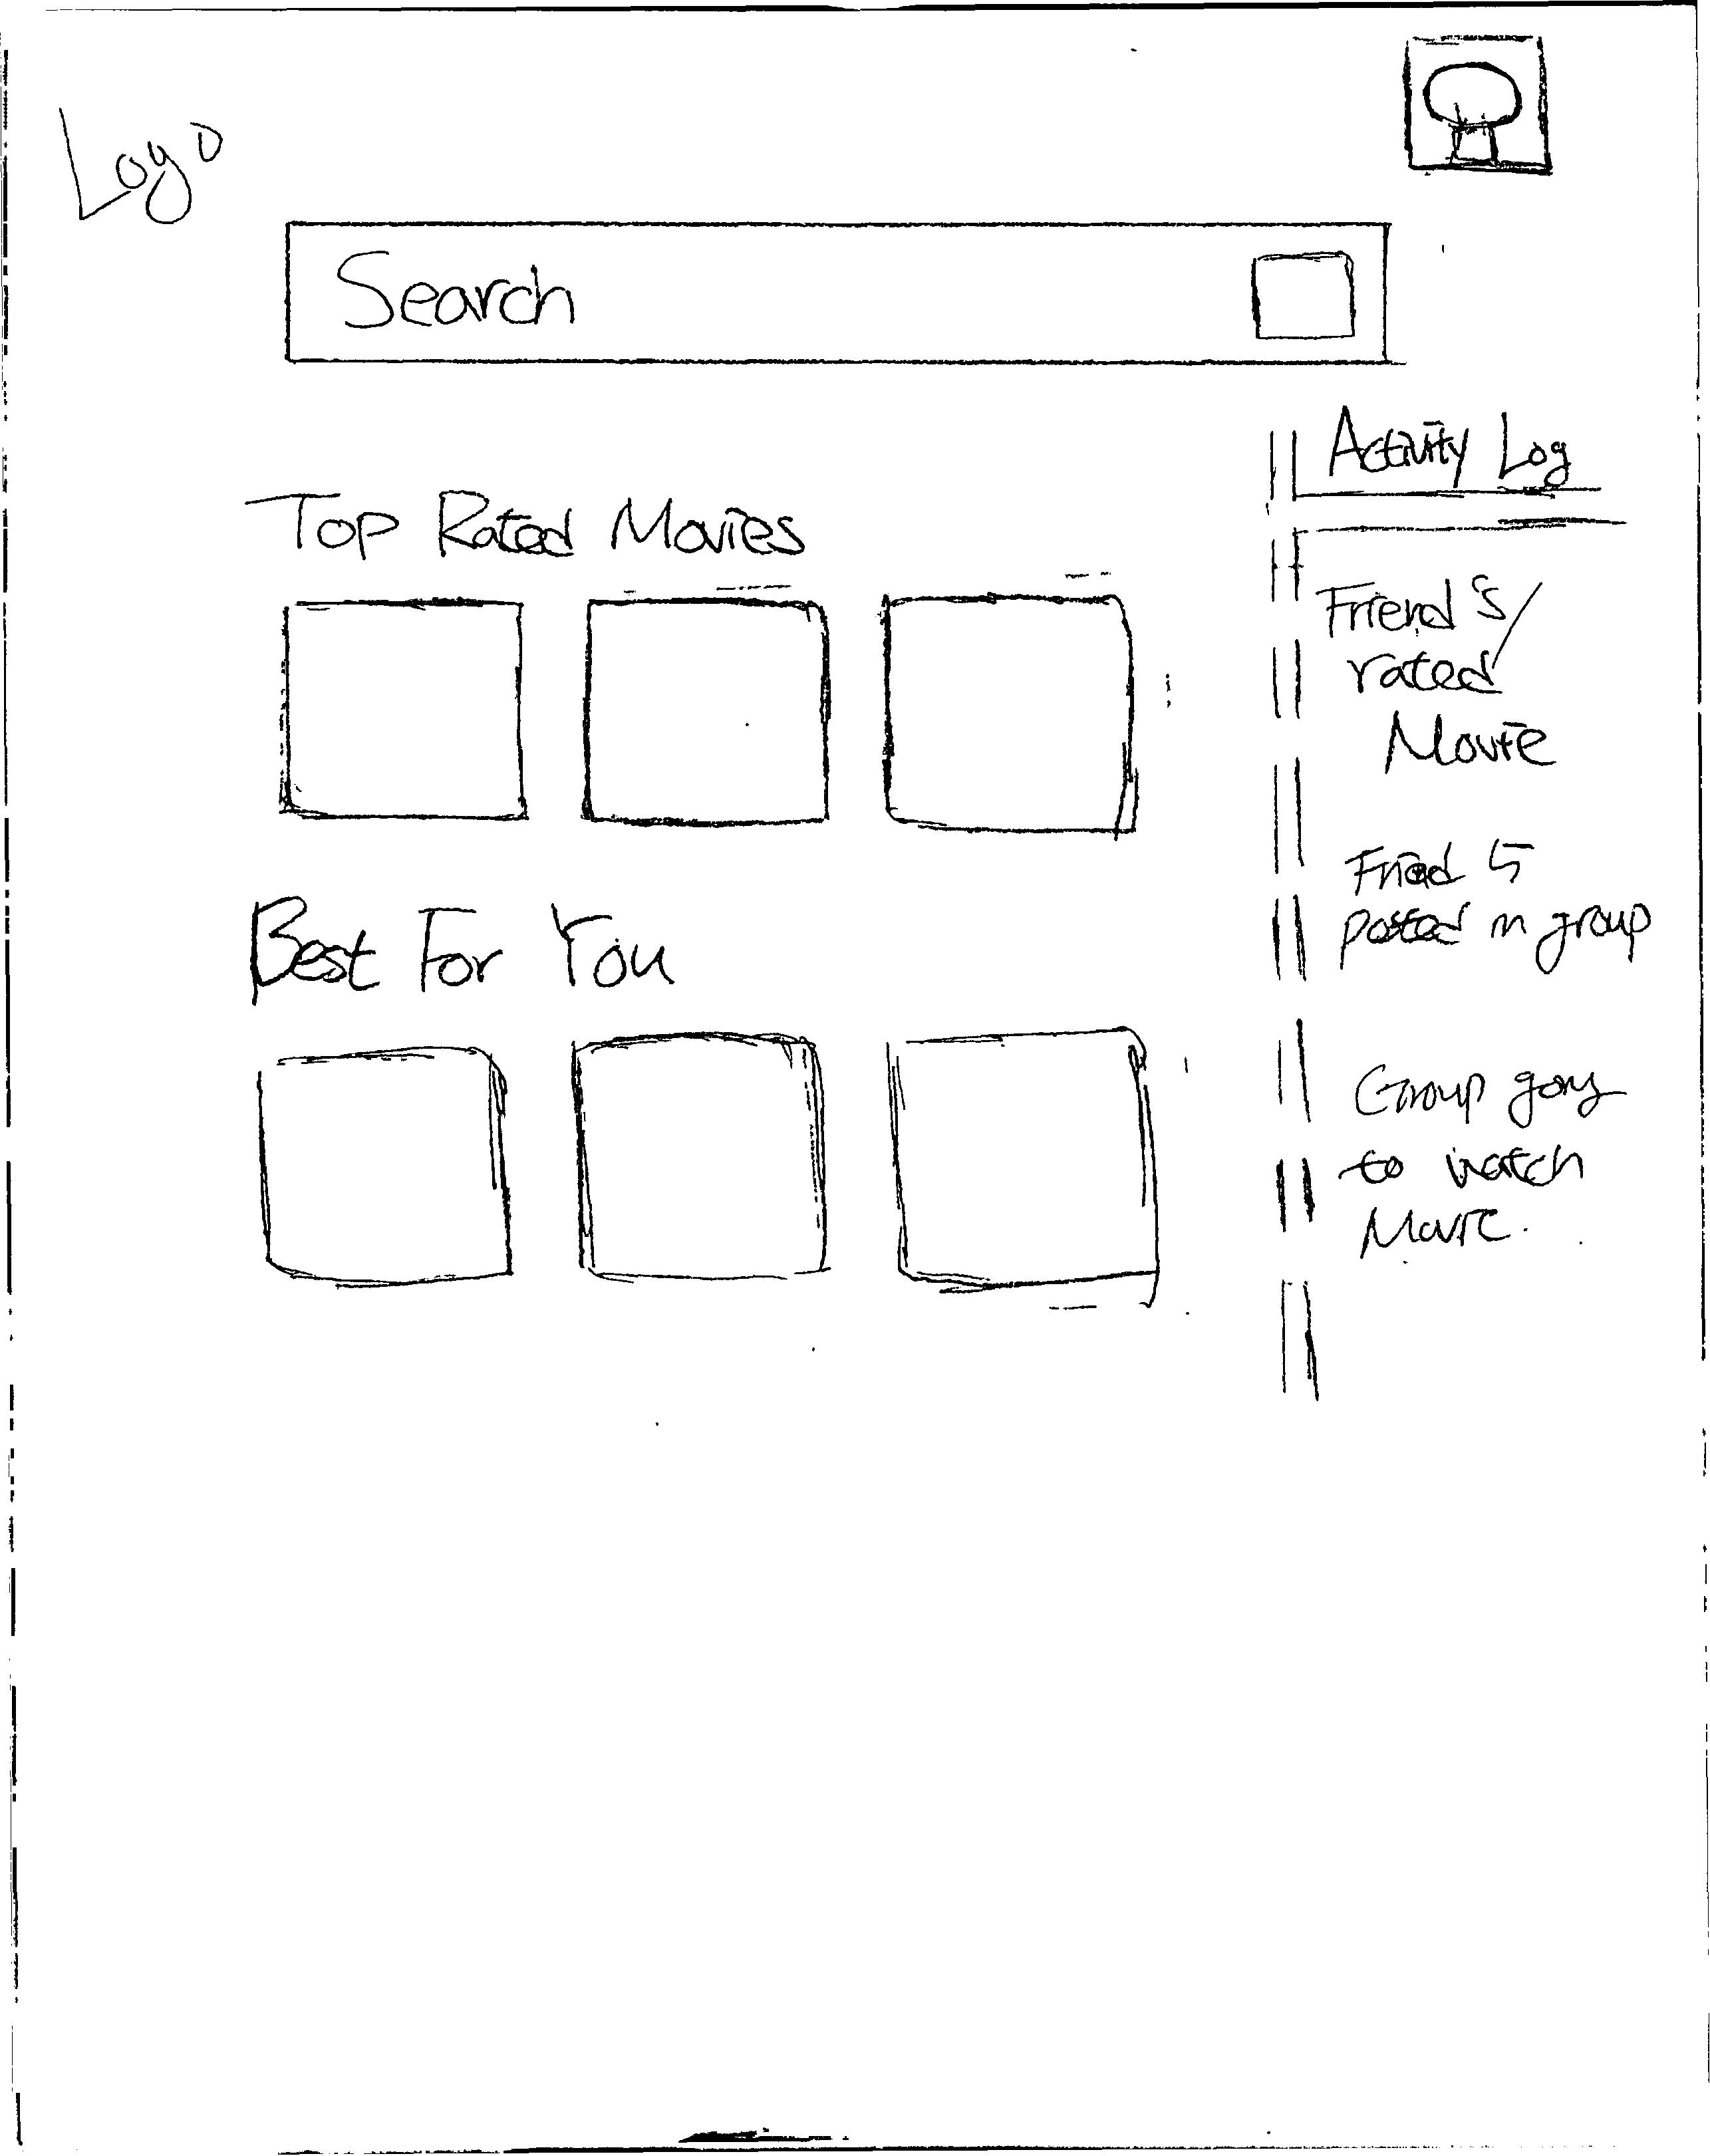 Logo
Search
Activity Log
Top Rated Movies
Friend 5
rated
Movie
Friend 5
posted in group
Best For You
Group going
to watch
Movie.